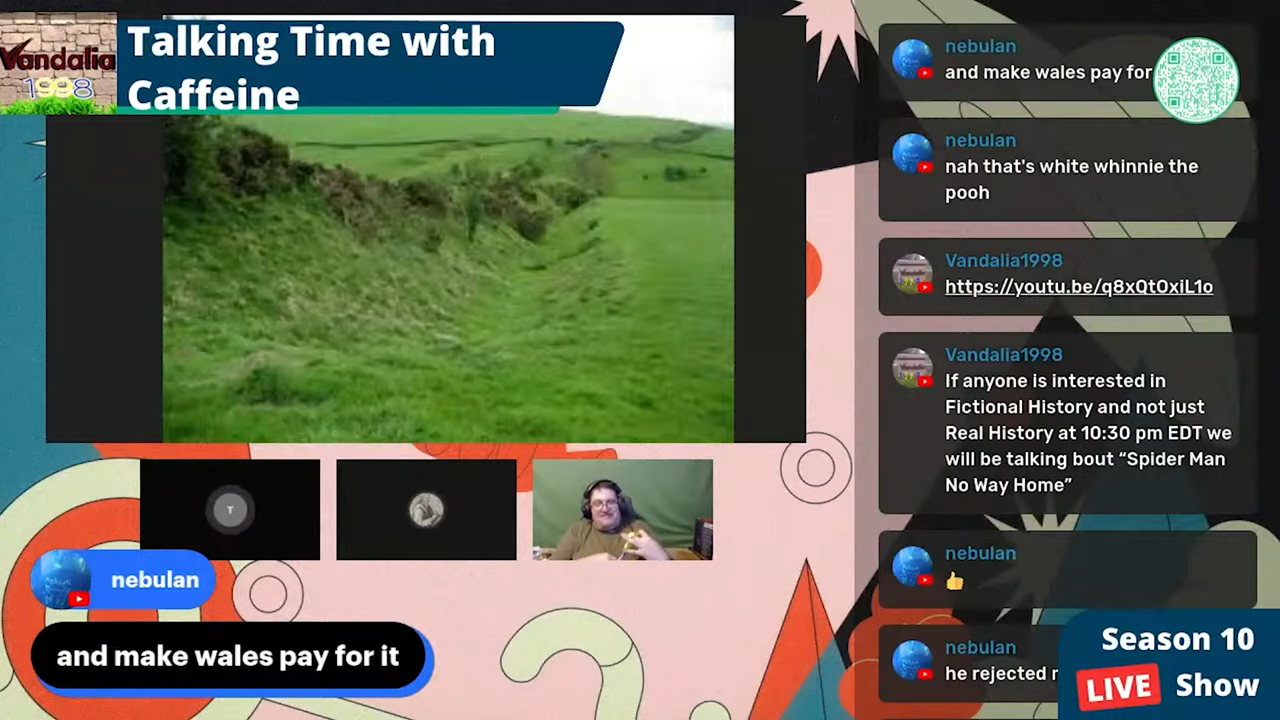 Vandalia
1998
Talking Time with
Caffeine
nebulan
and make wales pay for
nebulan
nah that's white whinnie the
pooh
Vandalia1998
https://youtu.be/q8xQtOxiL1o
Vandalia1998
If anyone is interested in
Fictional History and not just
Real History at 10:30 pm EDT we
will be talking bout “Spider Man
No Way Home”
nebulan
👍
nebulan
he rejected
T
nebulan
and make wales pay for it
Season 10
LIVE Show